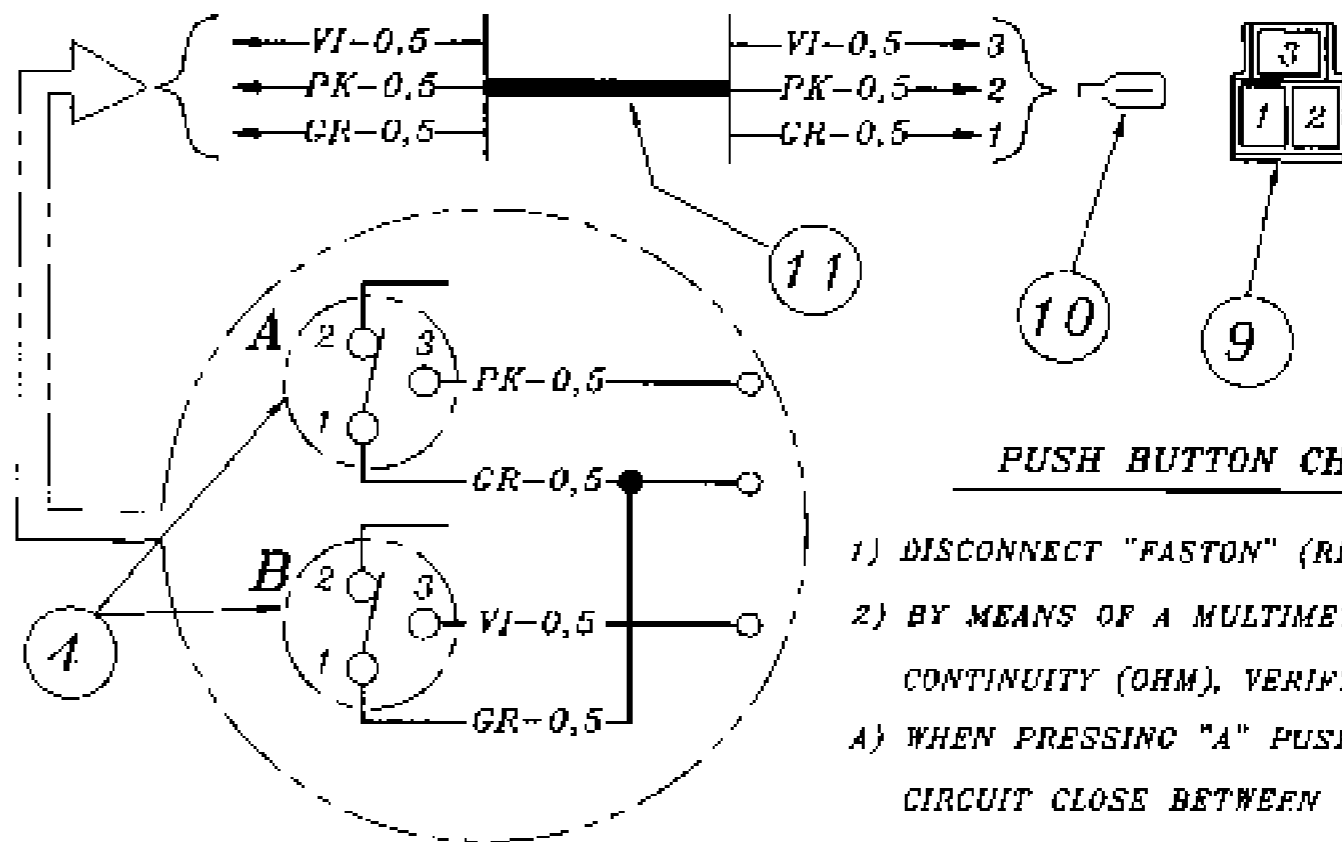 VI-0,5 VI-0,5 3
PK-0,5 PK-0,5 2
GR-0,5 GR-0,5 1
3
1 2
11
10
9
A
2
3
PK-0,5
1
GR-0,5
B
2
3
VI-0,5
1
GR-0,5
4
PUSH BUTTON CH
1) DISCONNECT "FASTON" (RE
2) BY MEANS OF A MULTIME
CONTINUITY (OHM), VERIF
A) WHEN PRESSING "A" PUS
CIRCUIT CLOSE BETWEEN